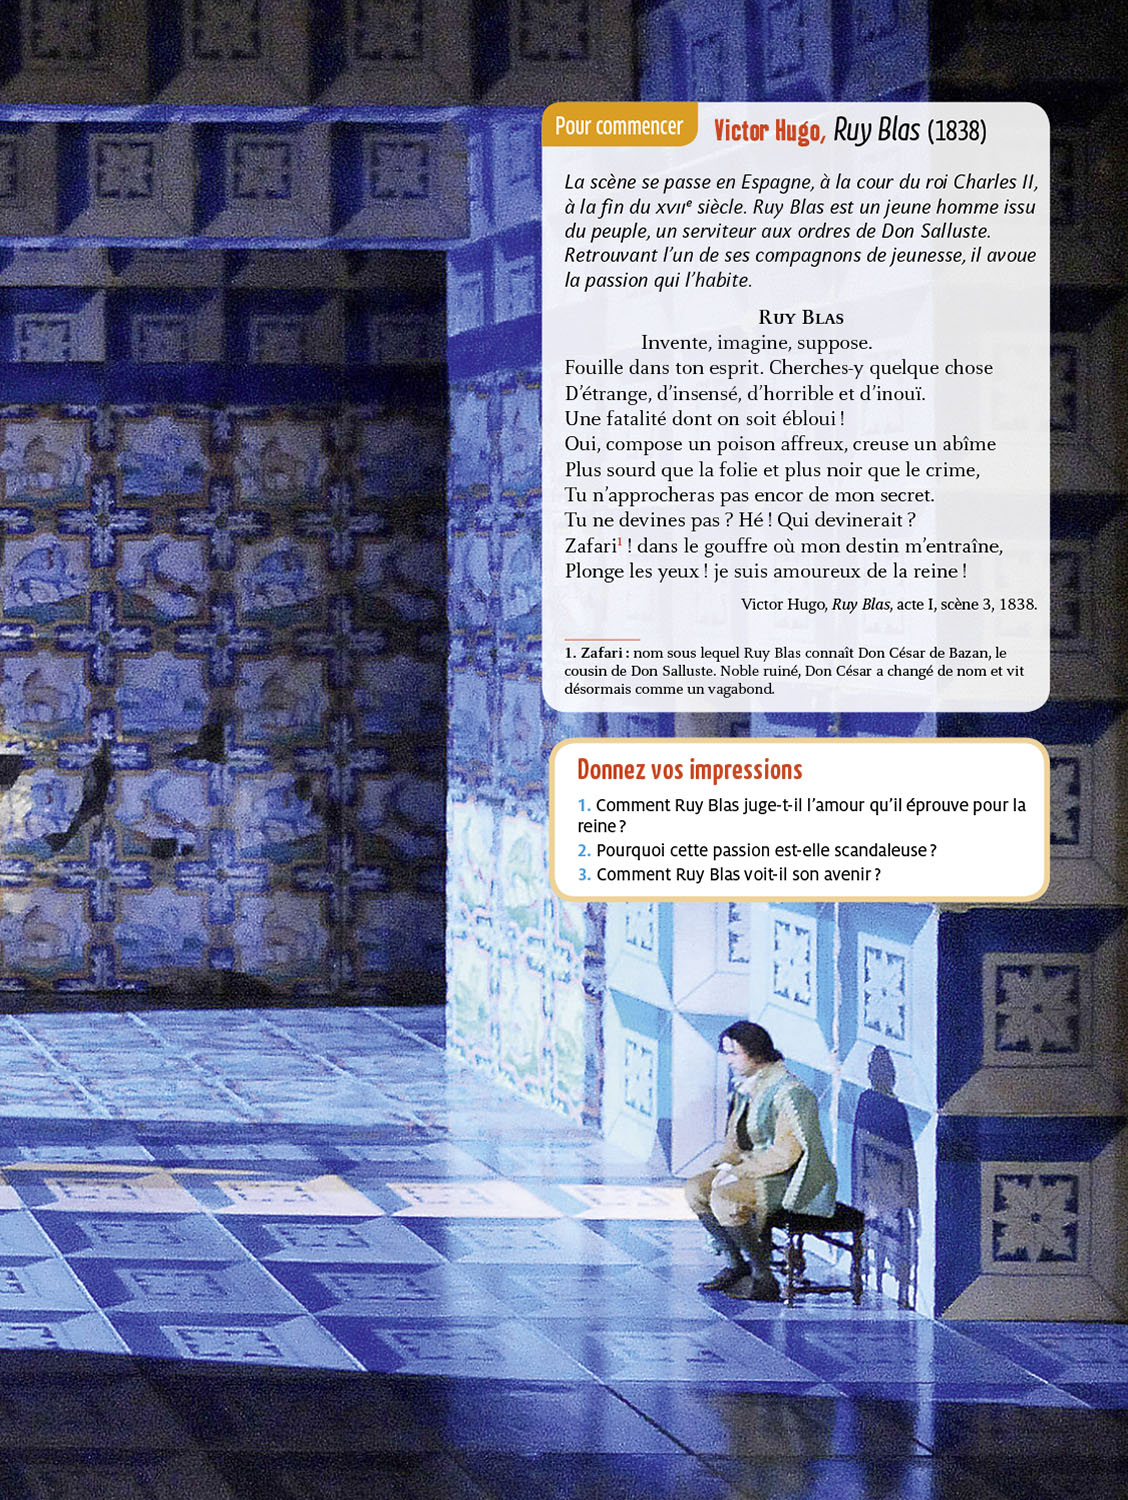 Pour commencer
Victor Hugo, Ruy Blas (1838)
La scène se passe en Espagne, à la cour du roi Charles II,
à la fin du XVIIe siècle. Ruy Blas est un jeune homme issu
du peuple, un serviteur aux ordres de Don Salluste.
Retrouvant l'un de ses compagnons de jeunesse, il avoue
la passion qui l'habite.
RUY BLAS
Invente, imagine, suppose.
Fouille dans ton esprit. Cherches-y quelque chose
D'étrange, d'insensé, d'horrible et d'inouï.
Une fatalité dont on soit ébloui !
Oui, compose un poison affreux, creuse un abîme
Plus sourd que la folie et plus noir que le crime,
Tu n'approcheras pas encor de mon secret.
Tu ne devines pas ? Hé ! Qui devinerait ?
Zafari1 ! dans le gouffre où mon destin m'entraîne,
Plonge les yeux ! je suis amoureux de la reine !
Victor Hugo, Ruy Blas, acte I, scène 3, 1838.
1. Zafari : nom sous lequel Ruy Blas connaît Don César de Bazan, le
cousin de Don Salluste. Noble ruiné, Don César a changé de nom et vit
désormais comme un vagabond.
Donnez vos impressions
1. Comment Ruy Blas juge-t-il l'amour qu'il éprouve pour la
reine ?
2. Pourquoi cette passion est-elle scandaleuse ?
3. Comment Ruy Blas voit-il son avenir ?